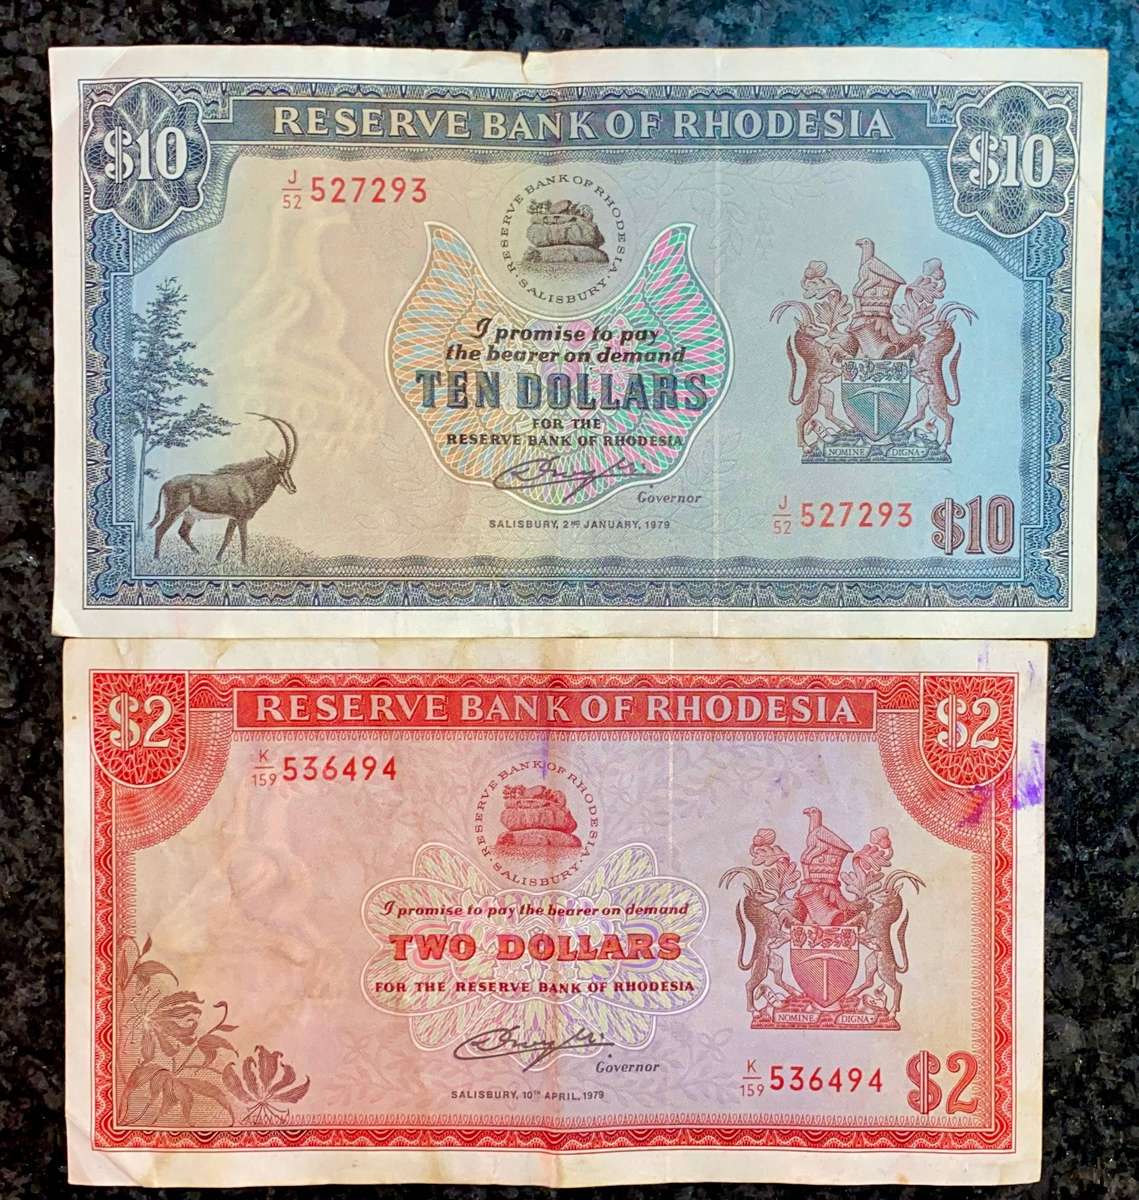 $10 RESERVE BANK OF RHODESIA $10
J/52 527293
RESERVE BANK OF RHODESIA
· SALISBURY ·
I promise to pay
the bearer on demand
TEN DOLLARS
FOR THE
RESERVE BANK OF RHODESIA
Governor
SALISBURY, 2ND JANUARY, 1979
NOMINE DIGNA
J/52 527293 $10
$2 RESERVE BANK OF RHODESIA $2
K/159 536494
RESERVE BANK OF RHODESIA
· SALISBURY ·
I promise to pay the bearer on demand
TWO DOLLARS
FOR THE RESERVE BANK OF RHODESIA
Governor
SALISBURY, 10TH APRIL, 1979
NOMINE DIGNA
K/159 536494 $2